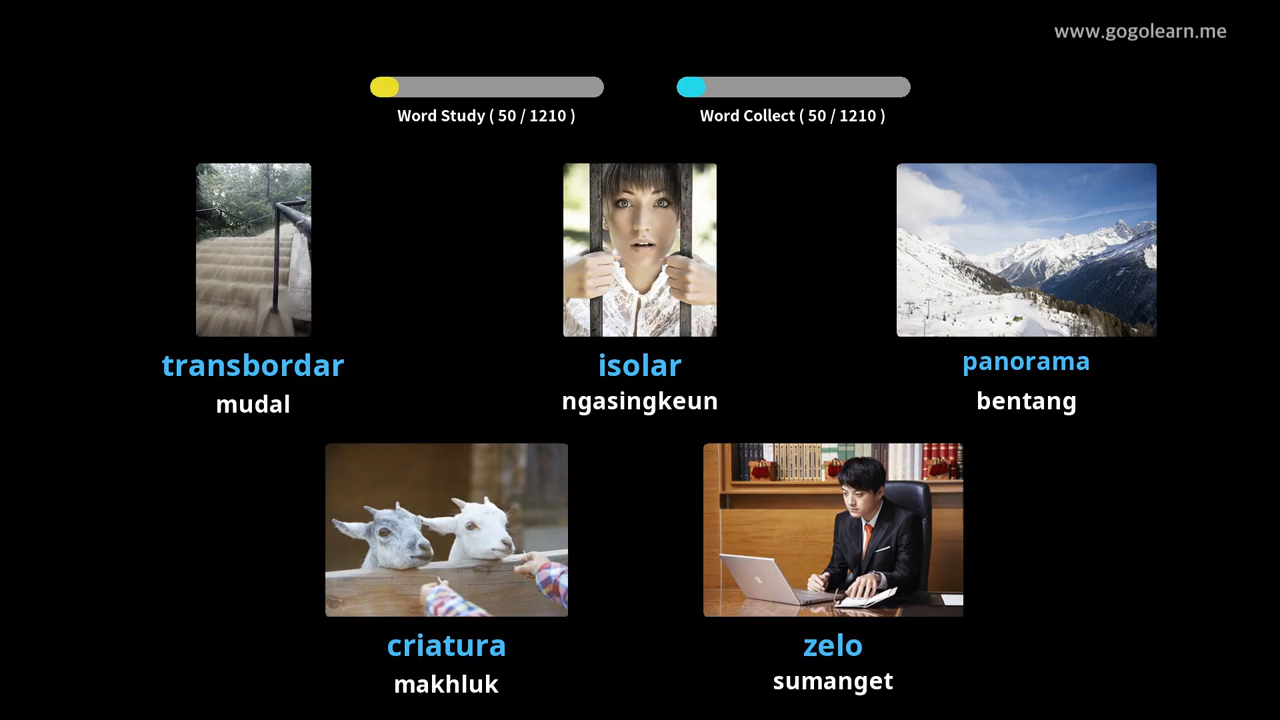 www.gogolearn.me
Word Study ( 50 / 1210 )
Word Collect ( 50 / 1210 )
transbordar
mudal
isolar
ngasingkeun
panorama
bentang
criatura
makhluk
zelo
sumanget